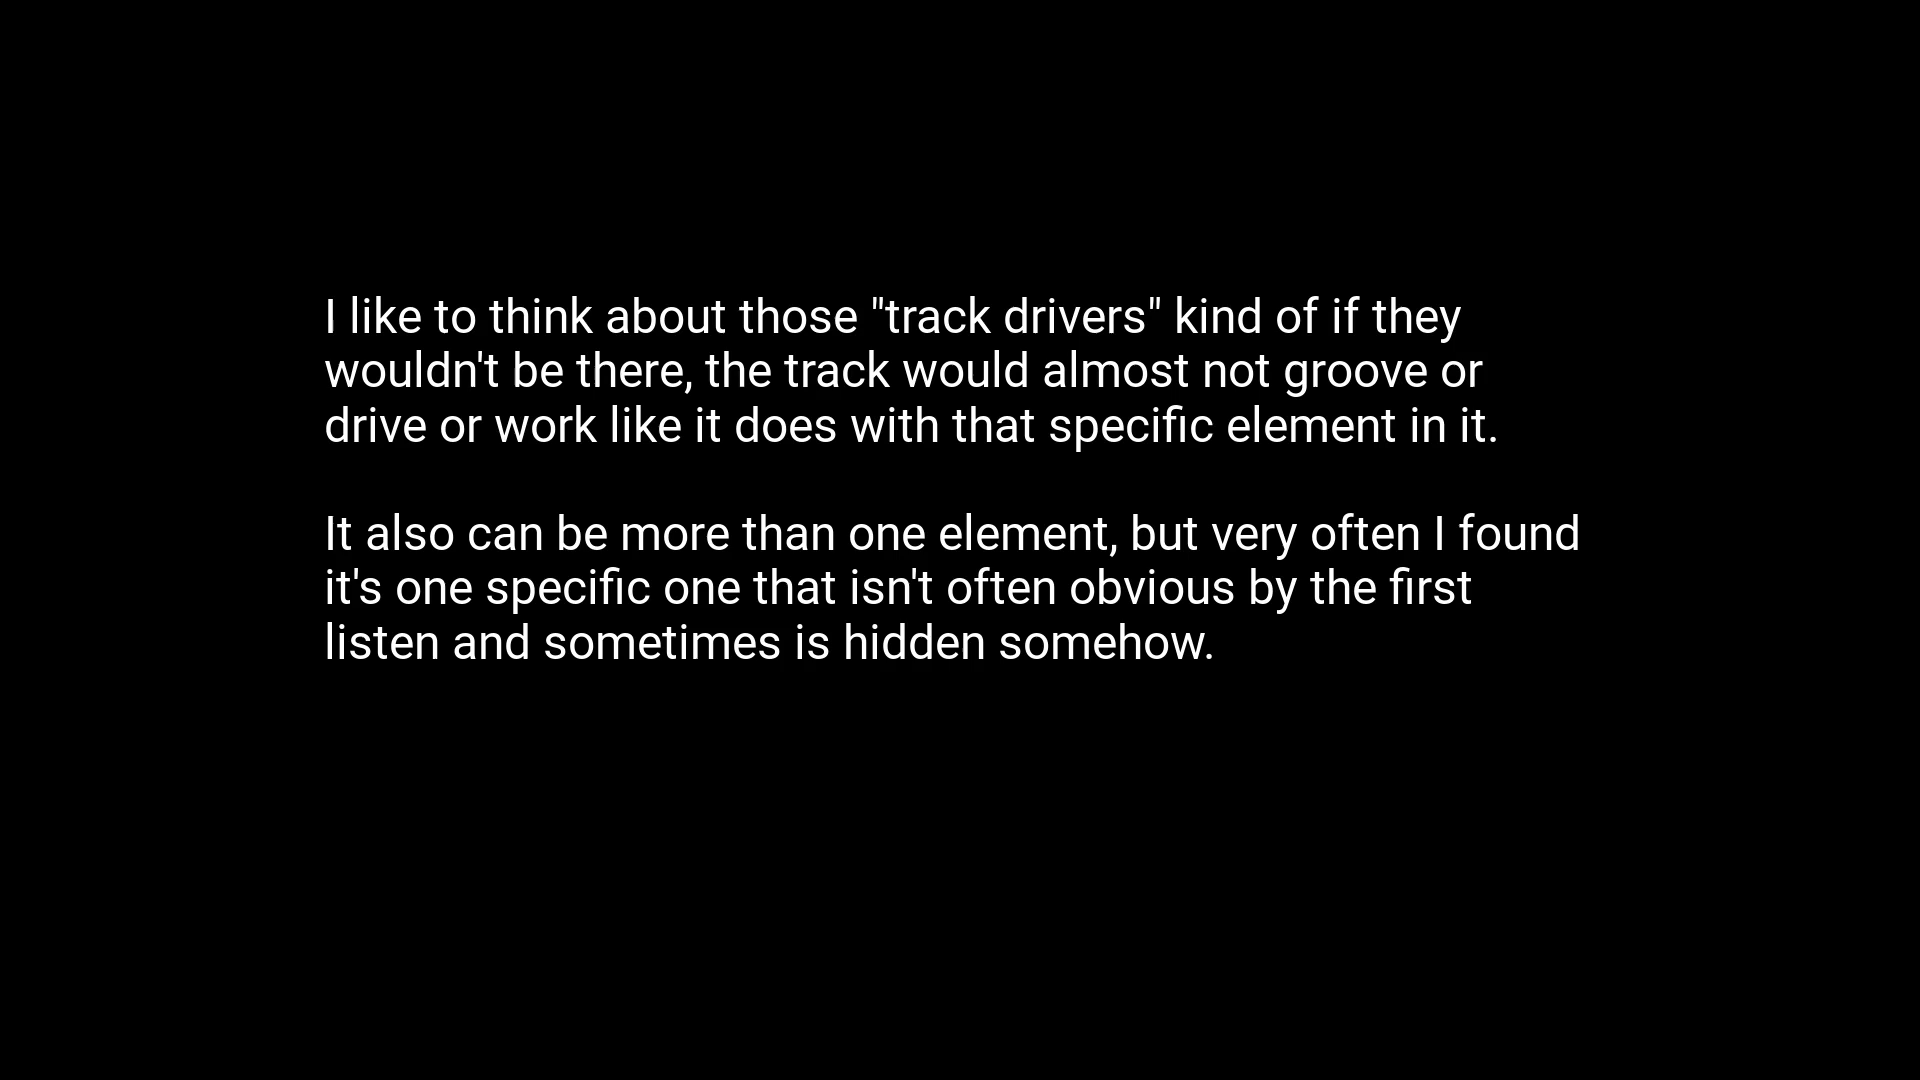 I like to think about those "track drivers" kind of if they
wouldn't be there, the track would almost not groove or
drive or work like it does with that specific element in it.
It also can be more than one element, but very often I found
it's one specific one that isn't often obvious by the first
listen and sometimes is hidden somehow.